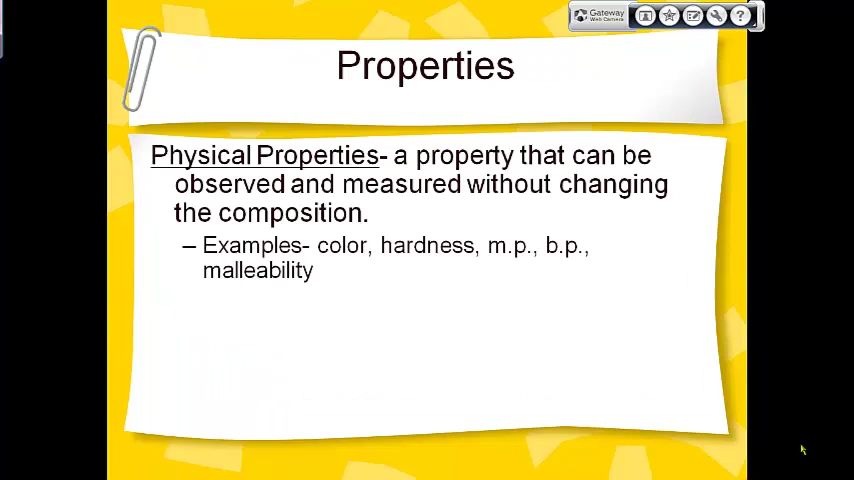 Gateway
Web Camera
Properties
Physical Properties- a property that can be
observed and measured without changing
the composition.
– Examples- color, hardness, m.p., b.p.,
malleability